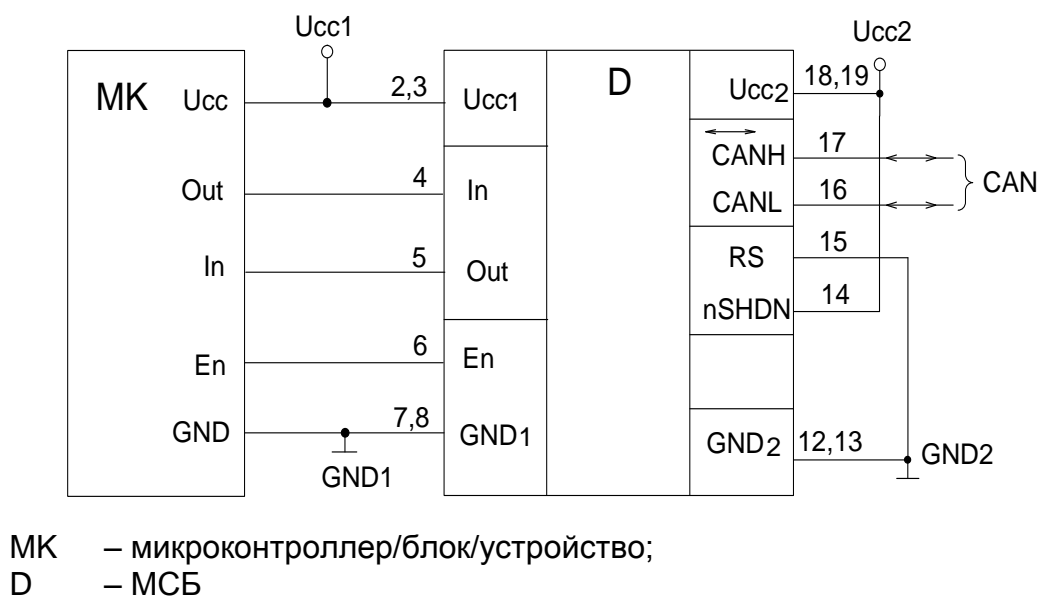 Ucc1
Ucc2
МК
D
Ucc
2,3
Ucc1
Ucc2
18,19
CANH
17
Out
4
In
CANL
16
CAN
In
5
Out
RS
15
nSHDN
14
En
6
En
GND
7,8
GND1
GND2
12,13
GND2
GND1
МК – микроконтроллер/блок/устройство;
D – МСБ